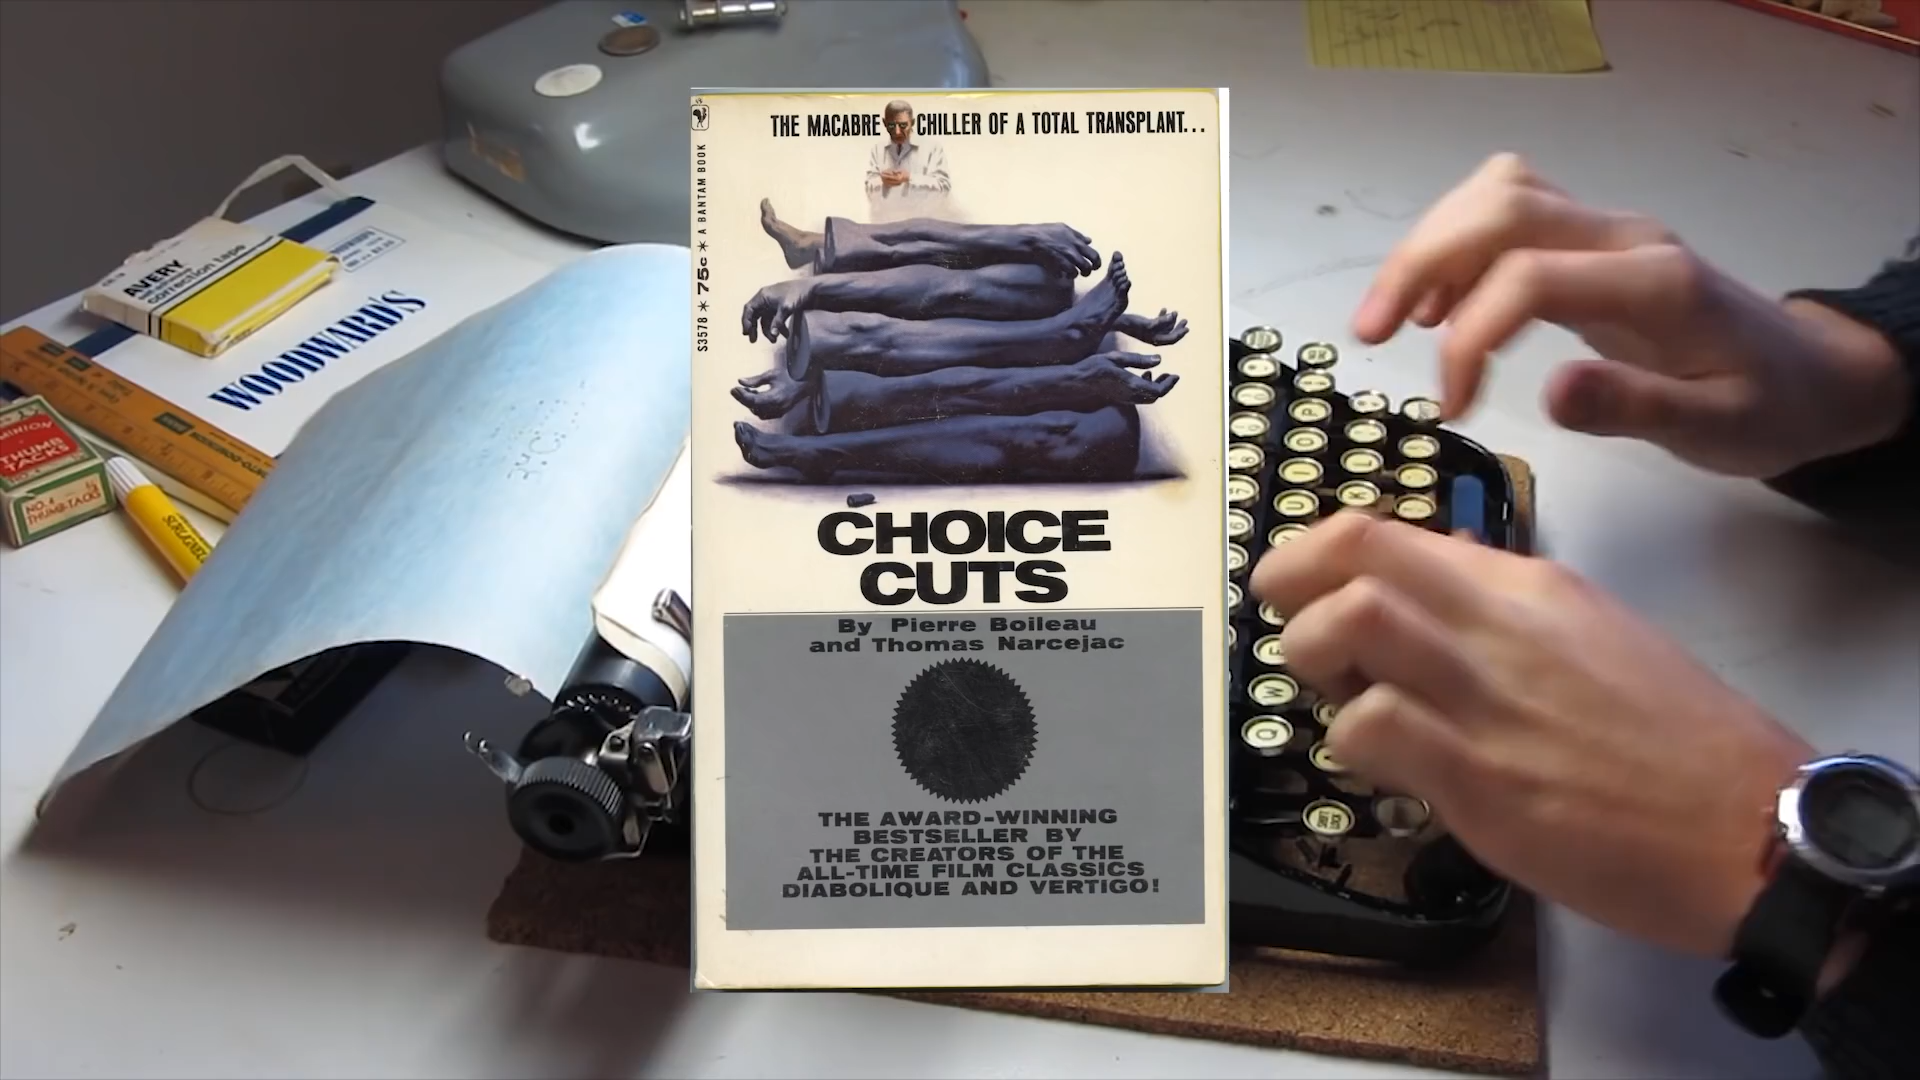 THE MACABRE CHILLER OF A TOTAL TRANSPLANT...
S3578 * 75c * A BANTAM BOOK
CHOICE
CUTS
By Pierre Boileau
and Thomas Narcejac
THE AWARD-WINNING
BESTSELLER BY
THE CREATORS OF THE
ALL-TIME FILM CLASSICS
DIABOLIQUE AND VERTIGO!
AVERY
correction tape
WOODWARD'S
THUMB
TACKS
NO. 4
THUMB-TACKS
P
O
L
I
K
U
E
W
Q
SHIFT
LOCK